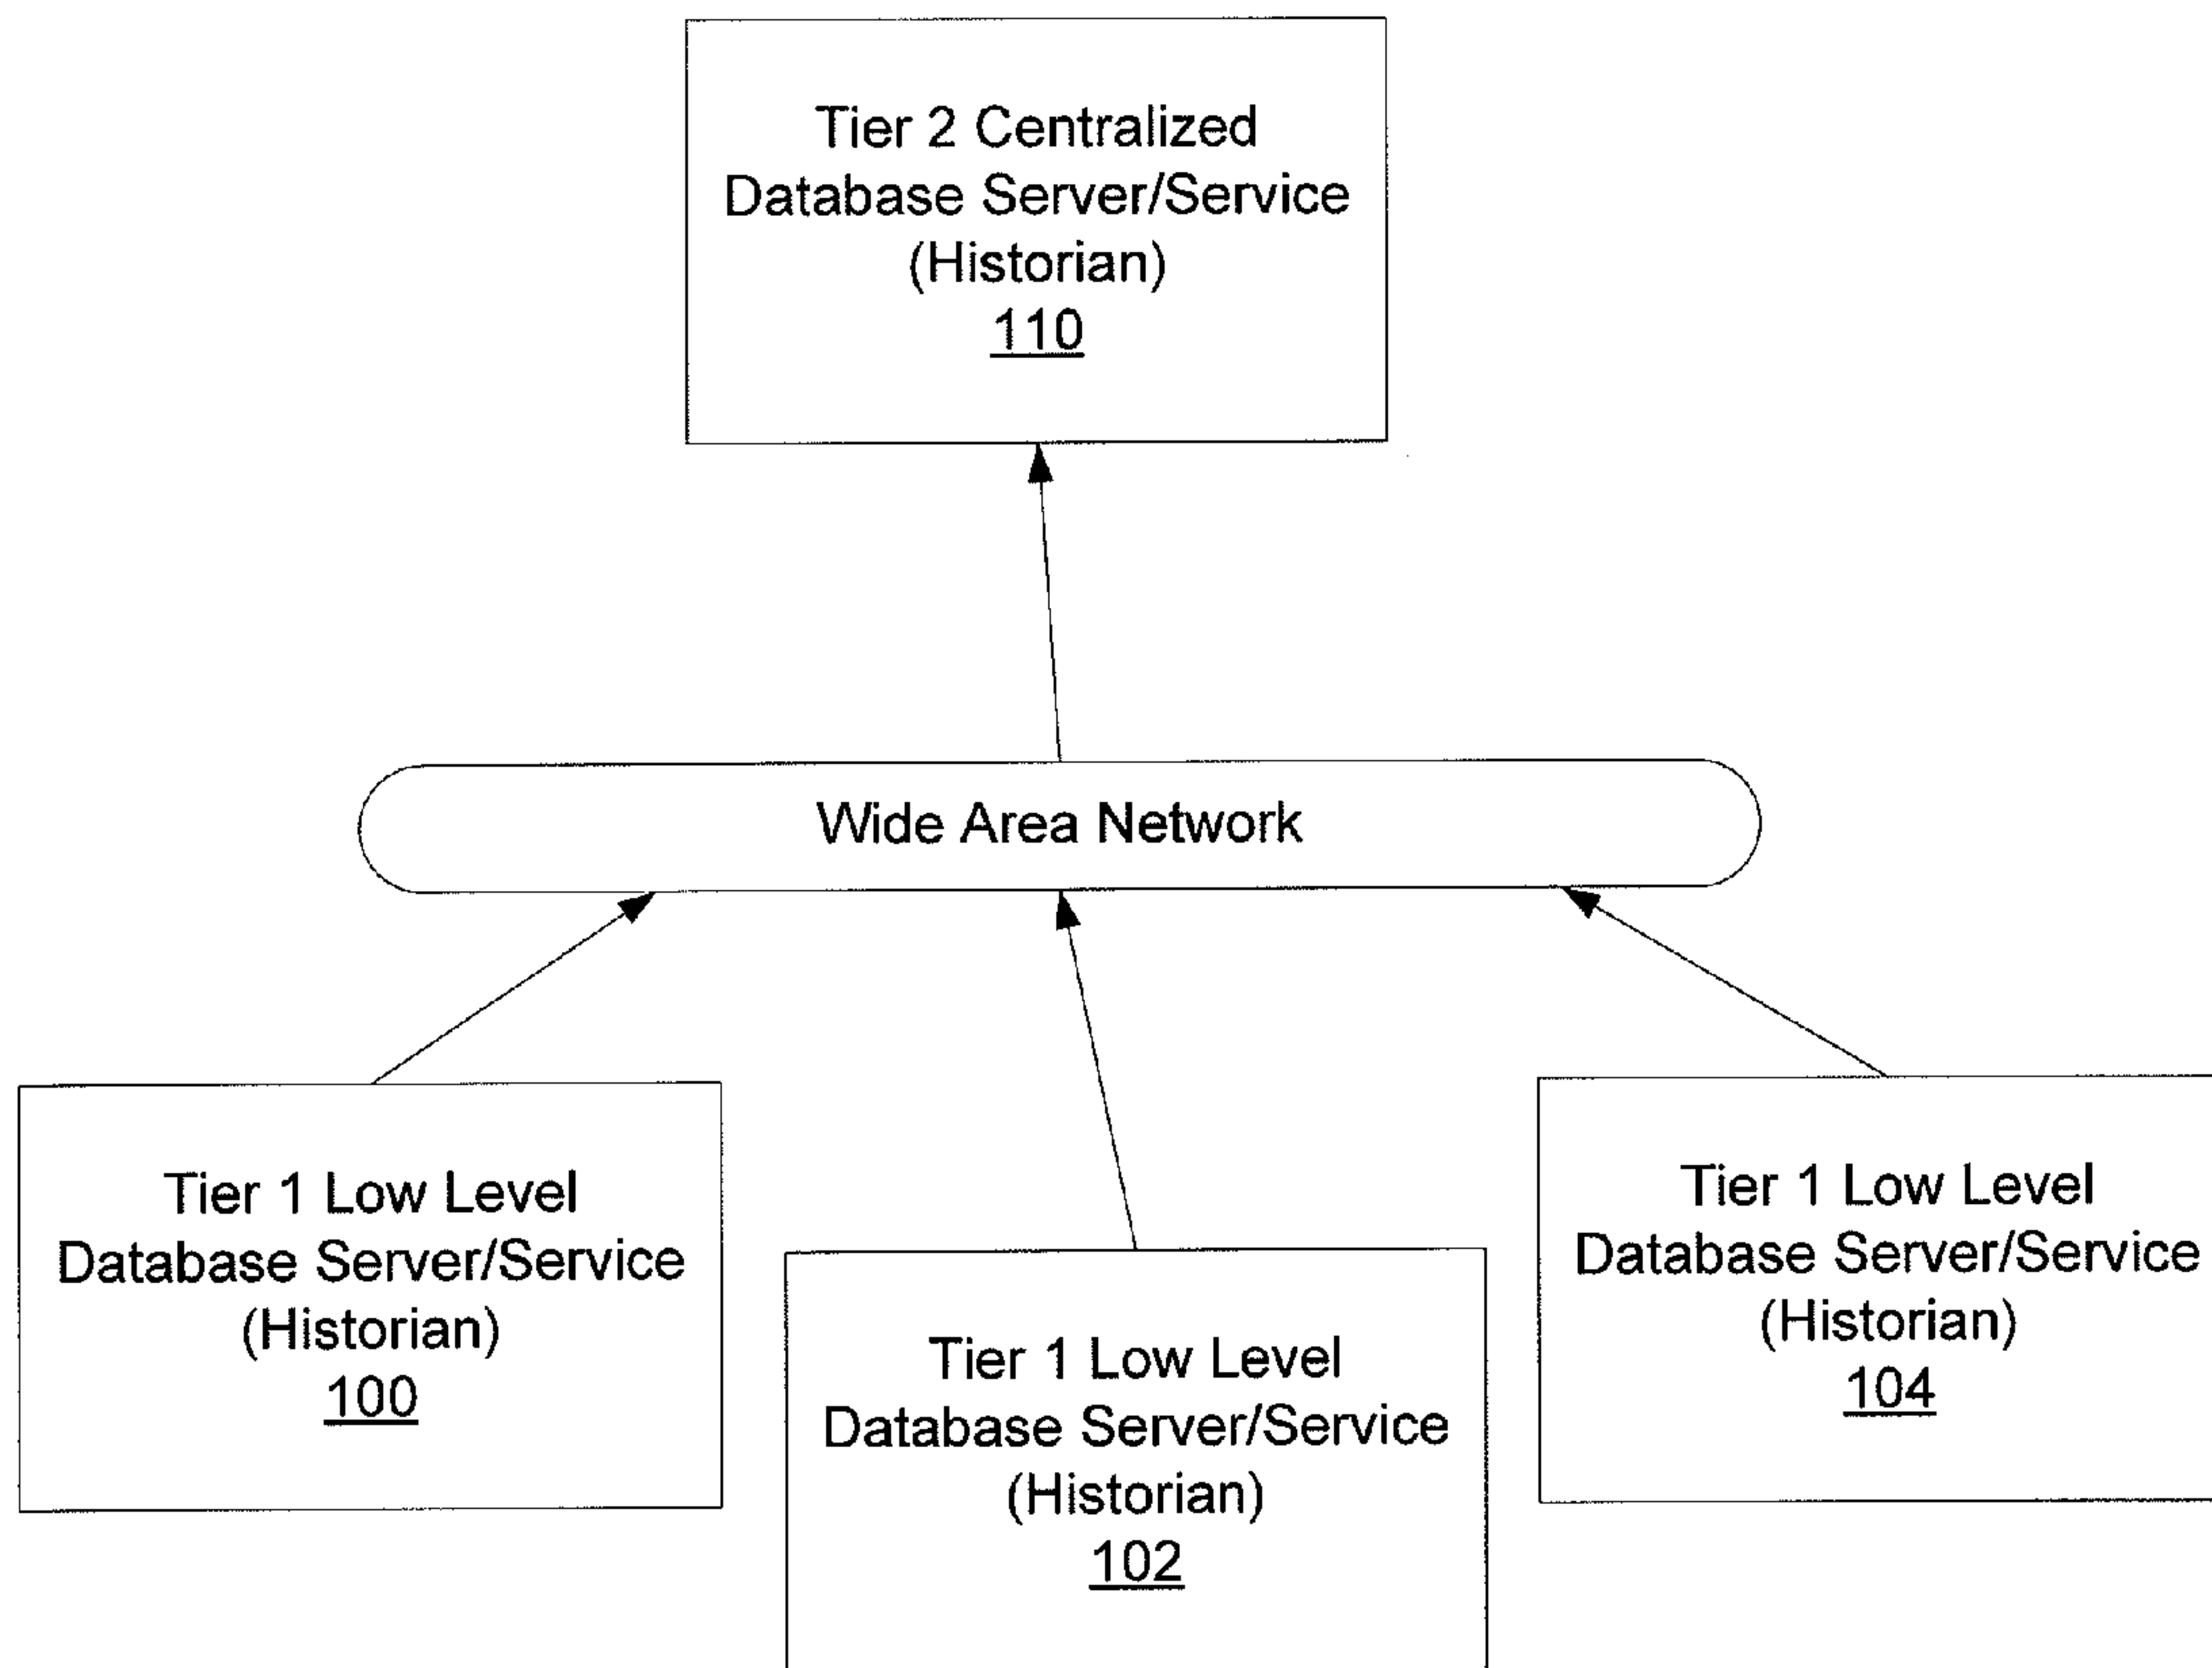 Tier 2 Centralized
Database Server/Service
(Historian)
110
Wide Area Network
Tier 1 Low Level
Database Server/Service
(Historian)
100
Tier 1 Low Level
Database Server/Service
(Historian)
102
Tier 1 Low Level
Database Server/Service
(Historian)
104